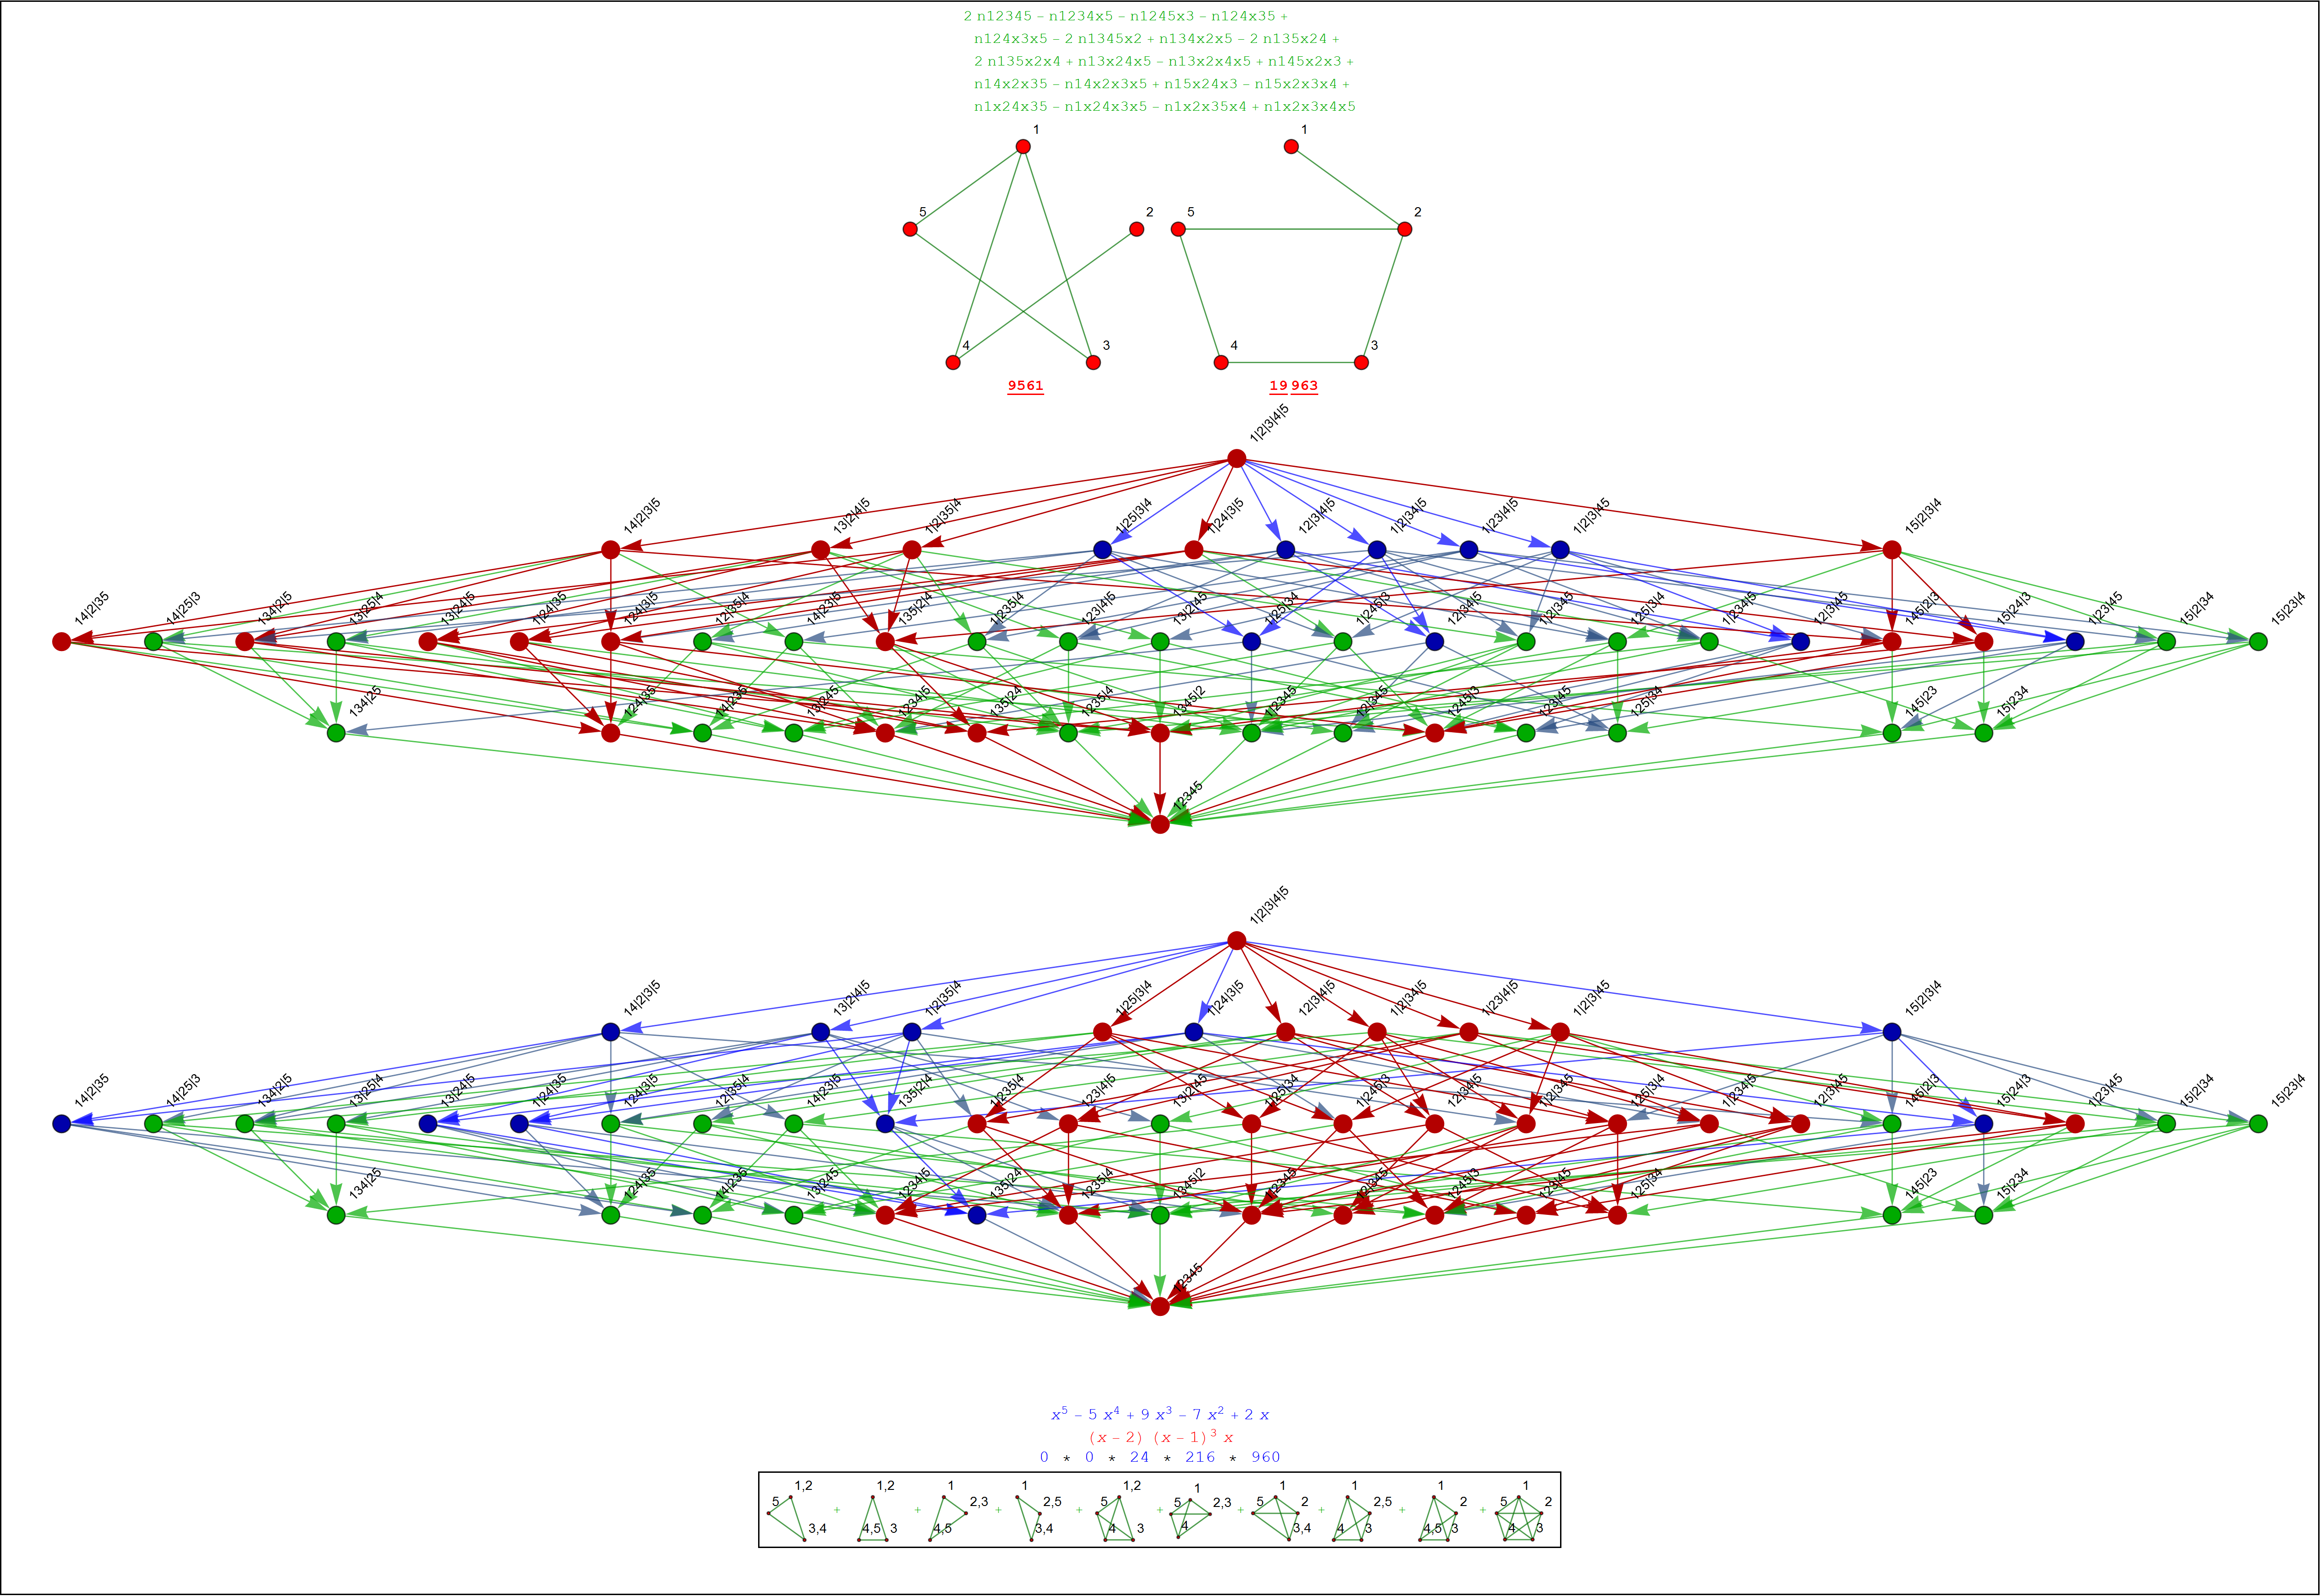 2 n12345 – n1234x5 – n1245x3 – n124x35 +
n124x3x5 – 2 n1345x2 + n134x2x5 – 2 n135x24 +
2 n135x2x4 + n13x24x5 – n13x2x4x5 + n145x2x3 +
n14x2x35 – n14x2x3x5 + n15x24x3 – n15x2x3x4 +
n1x24x35 – n1x24x3x5 – n1x2x35x4 + n1x2x3x4x5
1 1
5 2 5 2
4 3 4 3
9561 19 963
1|2|3|4|5
14|2|3|5 13|2|4|5 1|2|35|4 1|25|3|4 1|24|3|5 12|3|4|5 1|2|34|5 1|23|4|5 1|2|3|45 15|2|3|4
14|2|35 14|25|3 134|2|5 13|25|4 13|24|5 1|24|35 124|3|5 12|35|4 14|23|5 135|2|4 1|235|4 123|4|5 13|2|45 1|25|34 1|245|3 12|34|5 1|2|345 125|3|4 1|234|5 12|3|45 145|2|3 15|24|3 1|23|45 15|2|34 15|23|4
134|25 124|35 14|235 13|245 1234|5 135|24 1235|4 1345|2 1|2345 12|345 1245|3 123|45 125|34 145|23 15|234
12345
1|2|3|4|5
14|2|3|5 13|2|4|5 1|2|35|4 1|25|3|4 1|24|3|5 12|3|4|5 1|2|34|5 1|23|4|5 1|2|3|45 15|2|3|4
14|2|35 14|25|3 134|2|5 13|25|4 13|24|5 1|24|35 124|3|5 12|35|4 14|23|5 135|2|4 1|235|4 123|4|5 13|2|45 1|25|34 1|245|3 12|34|5 1|2|345 125|3|4 1|234|5 12|3|45 145|2|3 15|24|3 1|23|45 15|2|34 15|23|4
134|25 124|35 14|235 13|245 1234|5 135|24 1235|4 1345|2 1|2345 12|345 1245|3 123|45 125|34 145|23 15|234
12345
x⁵ – 5 x⁴ + 9 x³ – 7 x² + 2 x
(x – 2) (x – 1)³ x
0 * 0 * 24 * 216 * 960
1,2 1,2 1 1 1,2 1 1 1 1 1
5 2,3 2,5 5 5 2,3 5 2 2,5 2 5 2
+ + + + + + + + +
3,4 4,5 3 4,5 3,4 4 3 4 3,4 4 3 4,5 3 4 3